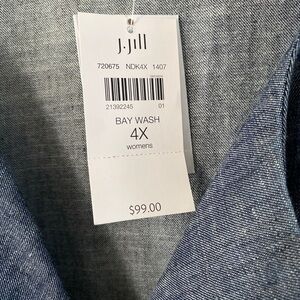 J.Jill
720675 NDK4X 1407
21392245 01
BAY WASH
4X
womens
$99.00